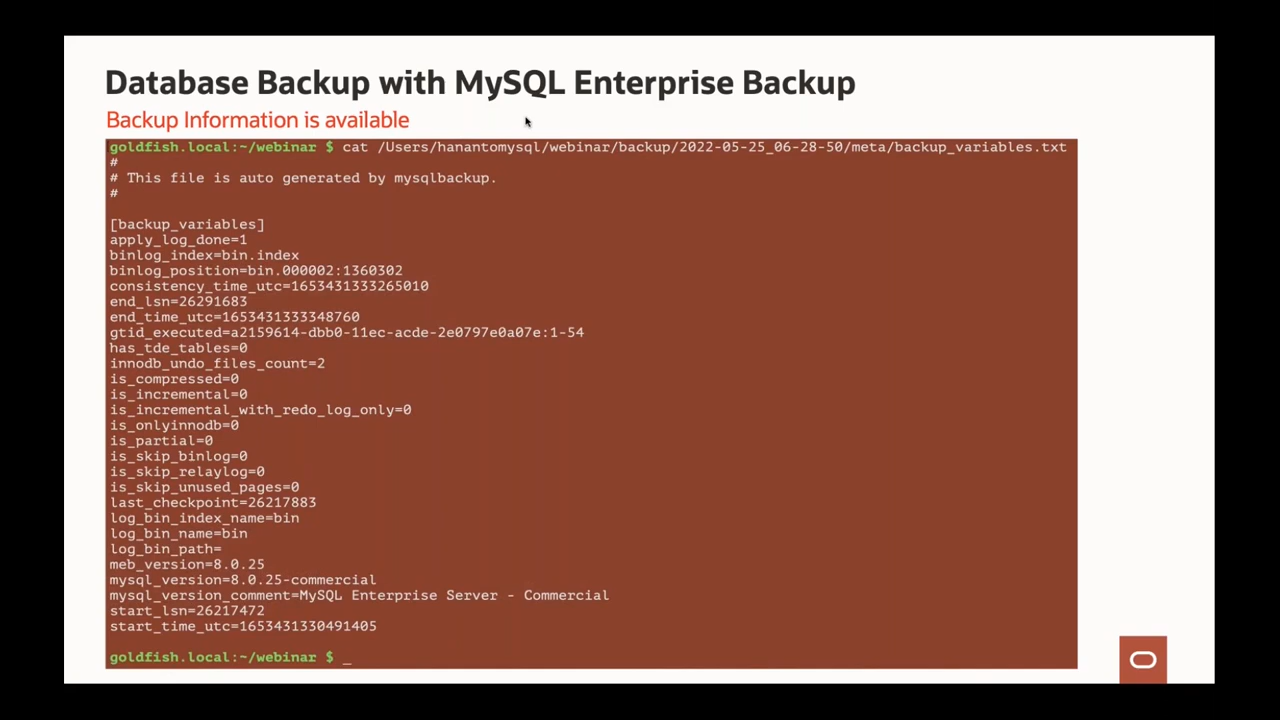 Database Backup with MySQL Enterprise Backup
Backup Information is available
goldfish.local:~/webinar $ cat /Users/hanantomysql/webinar/backup/2022-05-25_06-28-50/meta/backup_variables.txt
#
# This file is auto generated by mysqlbackup.
#
[backup_variables]
apply_log_done=1
binlog_index=bin.index
binlog_position=bin.000002:1360302
consistency_time_utc=1653431333265010
end_lsn=26291683
end_time_utc=1653431333348760
gtid_executed=a2159614-dbb0-11ec-acde-2e0797e0a07e:1-54
has_tde_tables=0
innodb_undo_files_count=2
is_compressed=0
is_incremental=0
is_incremental_with_redo_log_only=0
is_onlyinnodb=0
is_partial=0
is_skip_binlog=0
is_skip_relaylog=0
is_skip_unused_pages=0
last_checkpoint=26217883
log_bin_index_name=bin
log_bin_name=bin
log_bin_path=
meb_version=8.0.25
mysql_version=8.0.25-commercial
mysql_version_comment=MySQL Enterprise Server - Commercial
start_lsn=26217472
start_time_utc=1653431330491405
goldfish.local:~/webinar $ _